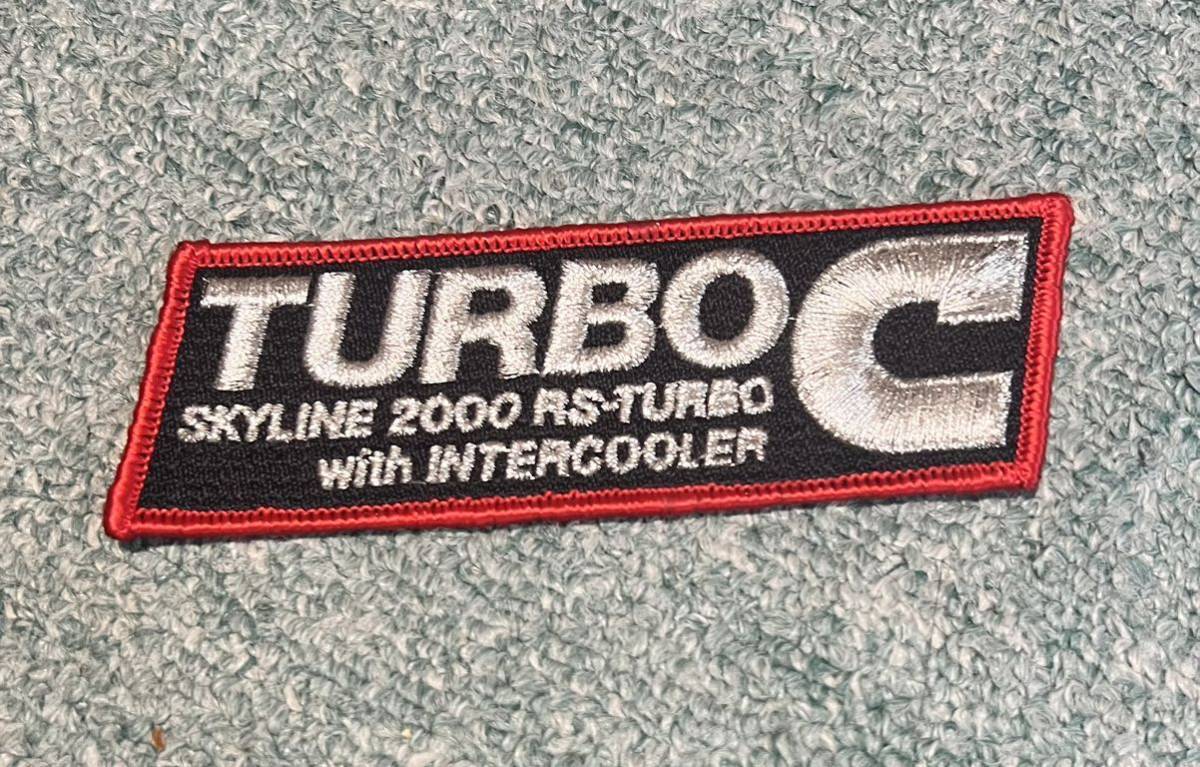 TURBO C
SKYLINE 2000 RS-TURBO
with INTERCOOLER